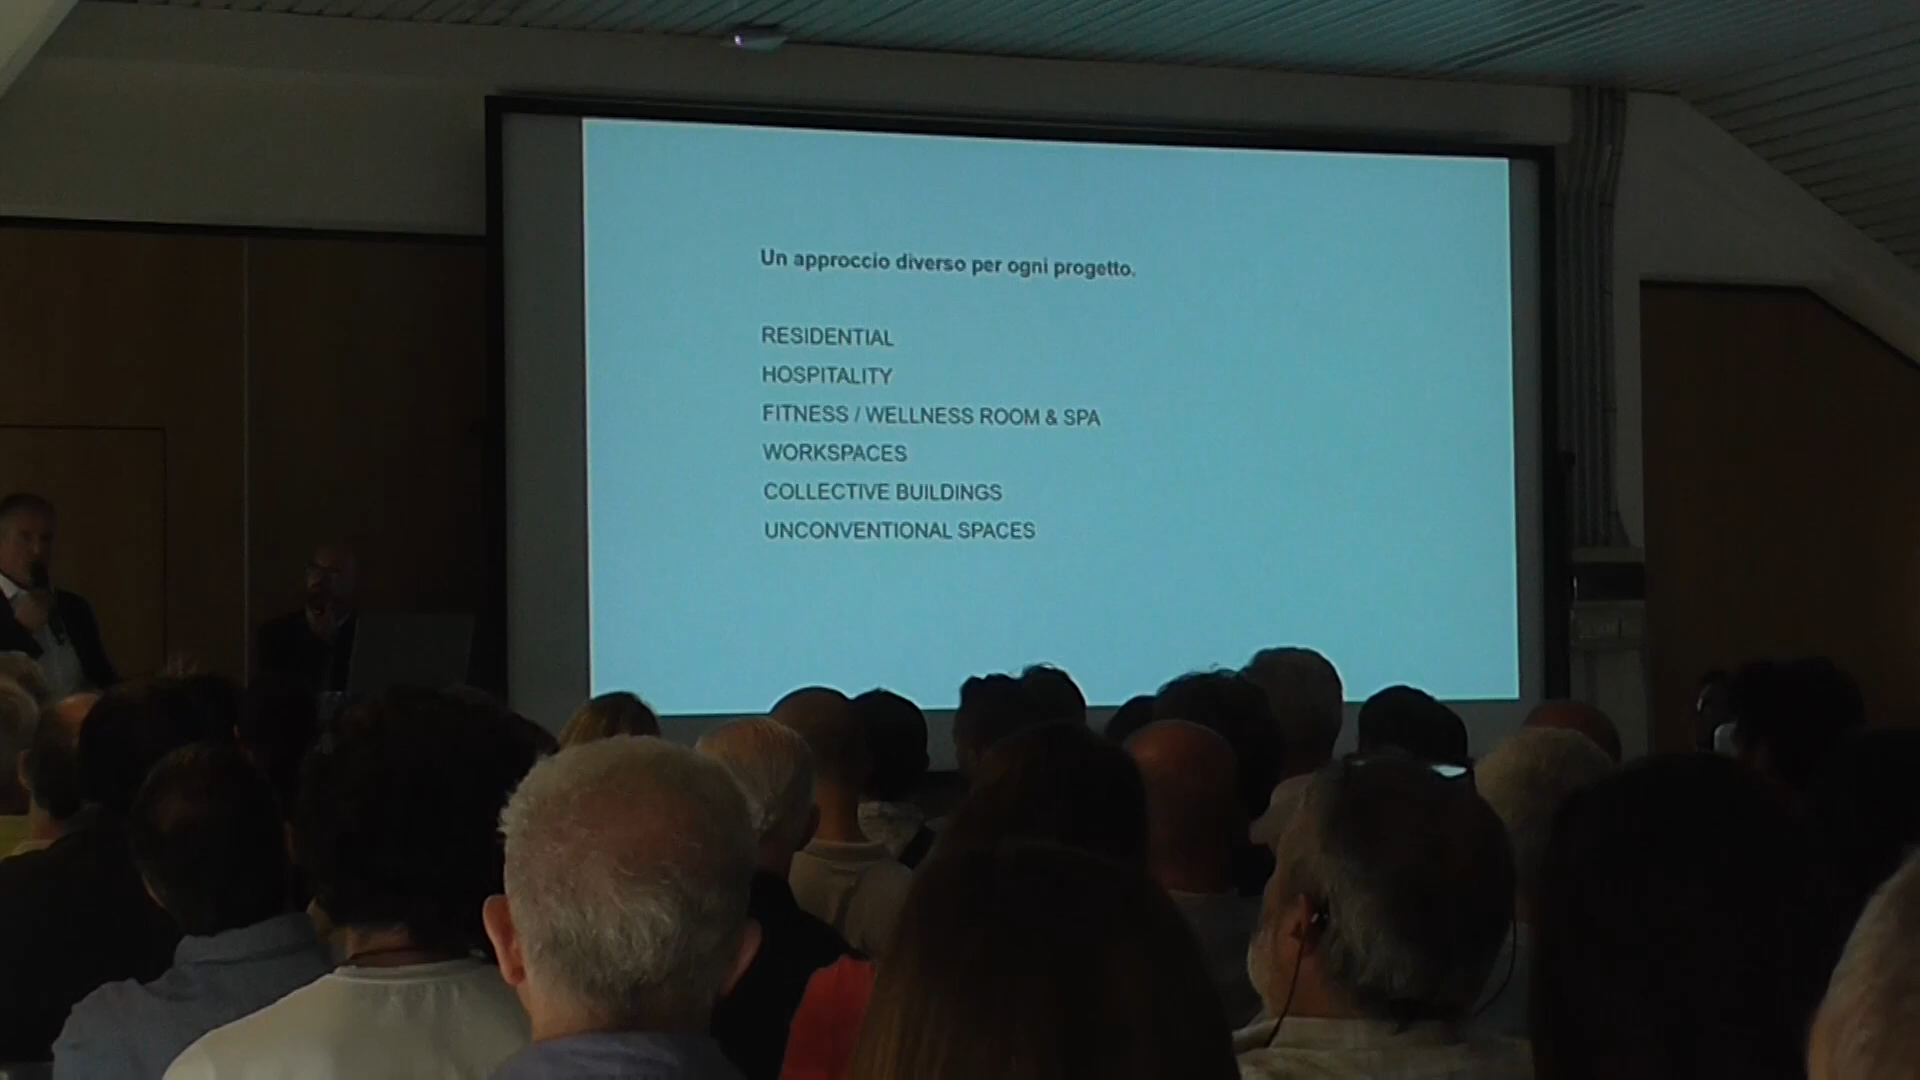 Un approccio diverso per ogni progetto.
RESIDENTIAL
HOSPITALITY
FITNESS / WELLNESS ROOM & SPA
WORKSPACES
COLLECTIVE BUILDINGS
UNCONVENTIONAL SPACES